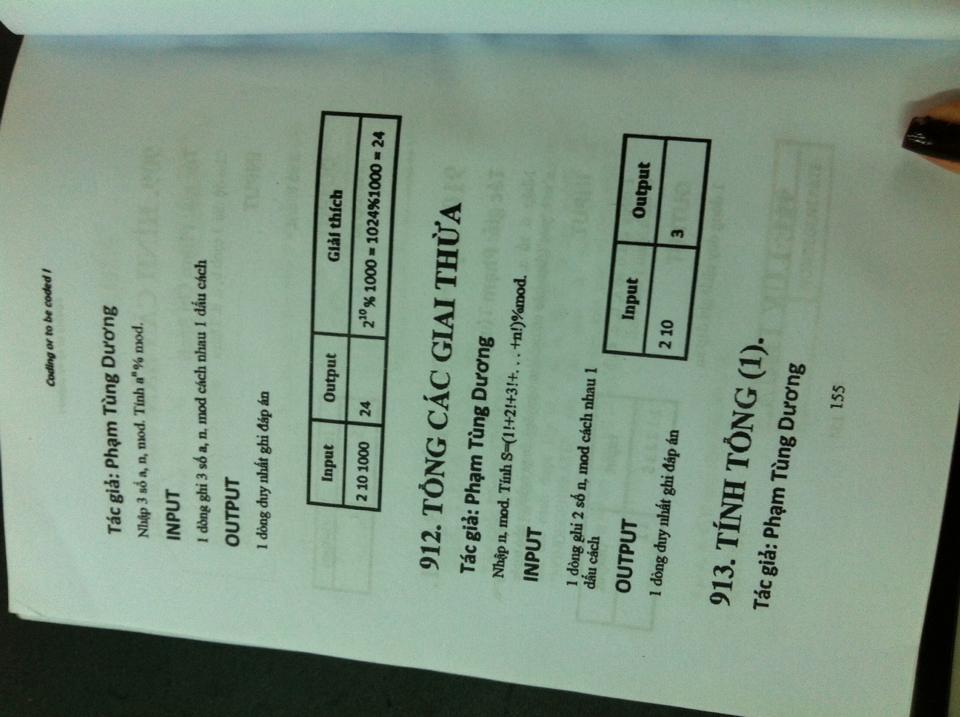 Coding or to be coded !
Tác giả: Phạm Tùng Dương
Nhập 3 số a, n, mod. Tính aⁿ% mod.
INPUT
1 dòng ghi 3 số a, n, mod cách nhau 1 dấu cách
OUTPUT
1 dòng duy nhất ghi đáp án
Input Output Giải thích
2 10 1000 24 2¹⁰% 1000 = 1024%1000 = 24
912. TỔNG CÁC GIAI THỪA
Tác giả: Phạm Tùng Dương
Nhập n, mod. Tính S=(1!+2!+3!+. . . +n!)%mod.
INPUT
1 dòng ghi 2 số n, mod cách nhau 1
dấu cách
OUTPUT
1 dòng duy nhất ghi đáp án
Input Output
2 10 3
913. TÍNH TỔNG (1).
Tác giả: Phạm Tùng Dương
155